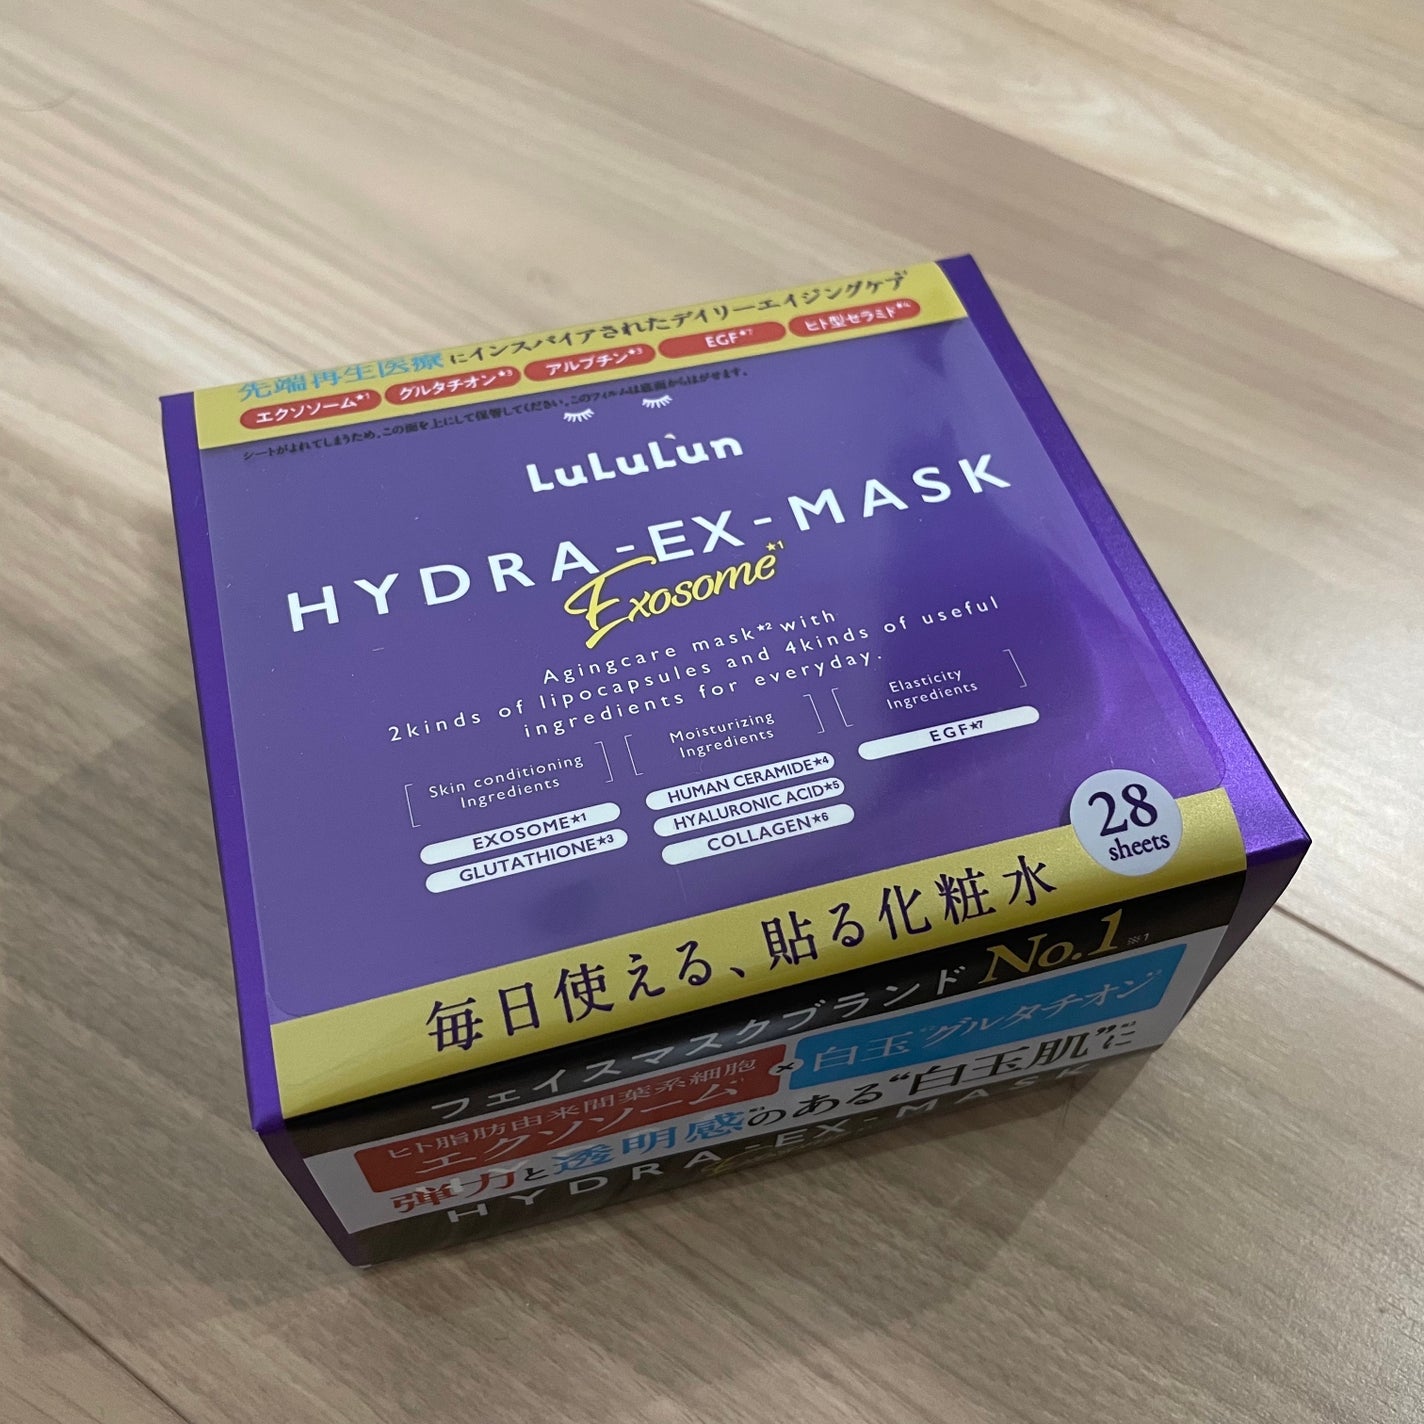 先端再生医療にインスパイアされたデイリーエイジングケア
エクソソーム★1 グルタチオン★3 アルブチン★3 EGF★7 ヒト型セラミド★4
シートがよれてしまうため、この面を上にして保管してください。このフィルムは底面からはがせます。
LuLuLun
HYDRA-EX-MASK
Exosome★1
Agingcare mask★2 with
2kinds of lipocapsules and 4kinds of useful
ingredients for everyday.
Skin conditioning
Ingredients
EXOSOME★1
GLUTATHIONE★3
Moisturizing
Ingredients
HUMAN CERAMIDE★4
HYALURONIC ACID★5
COLLAGEN★6
Elasticity
Ingredients
EGF★7
28
sheets
毎日使える、貼る化粧水
フェイスマスクブランド No.1 ※1
ヒト脂肪由来間葉系細胞
エクソソーム × 白玉グルタチオン
弾力と透明感のある“白玉肌”に
HYDRA-EX-MASK